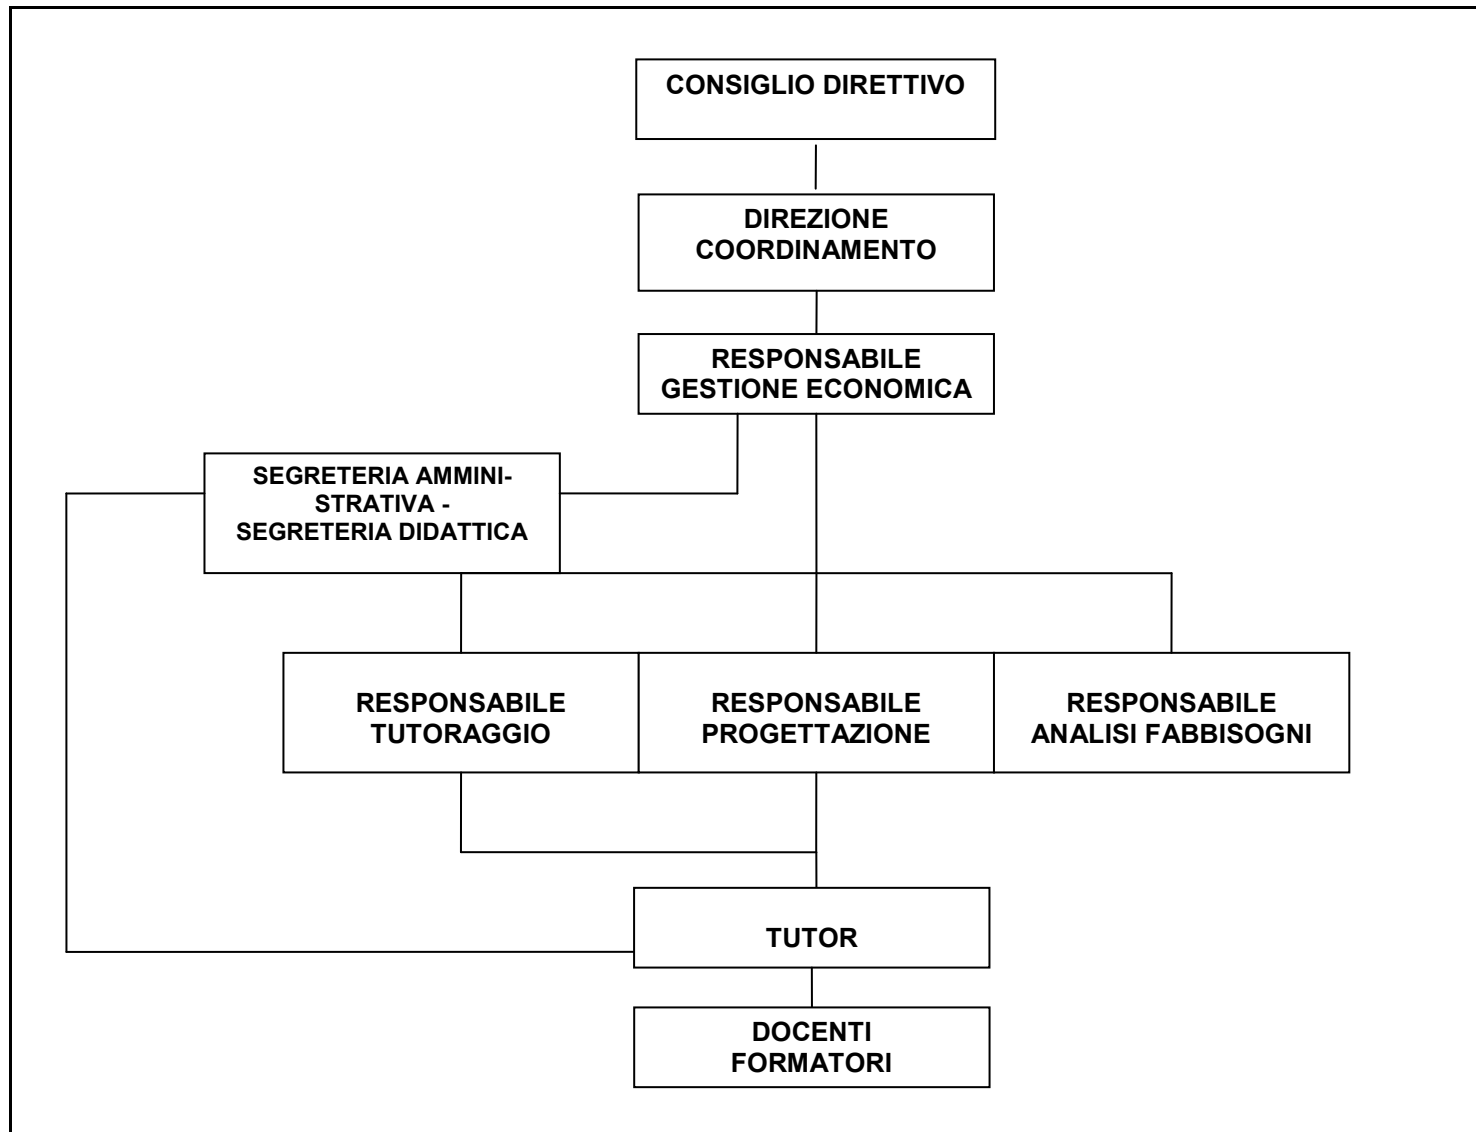 CONSIGLIO DIRETTIVO
DIREZIONE
COORDINAMENTO
RESPONSABILE
GESTIONE ECONOMICA
SEGRETERIA AMMINI-
STRATIVA -
SEGRETERIA DIDATTICA
RESPONSABILE
TUTORAGGIO
RESPONSABILE
PROGETTAZIONE
RESPONSABILE
ANALISI FABBISOGNI
TUTOR
DOCENTI
FORMATORI